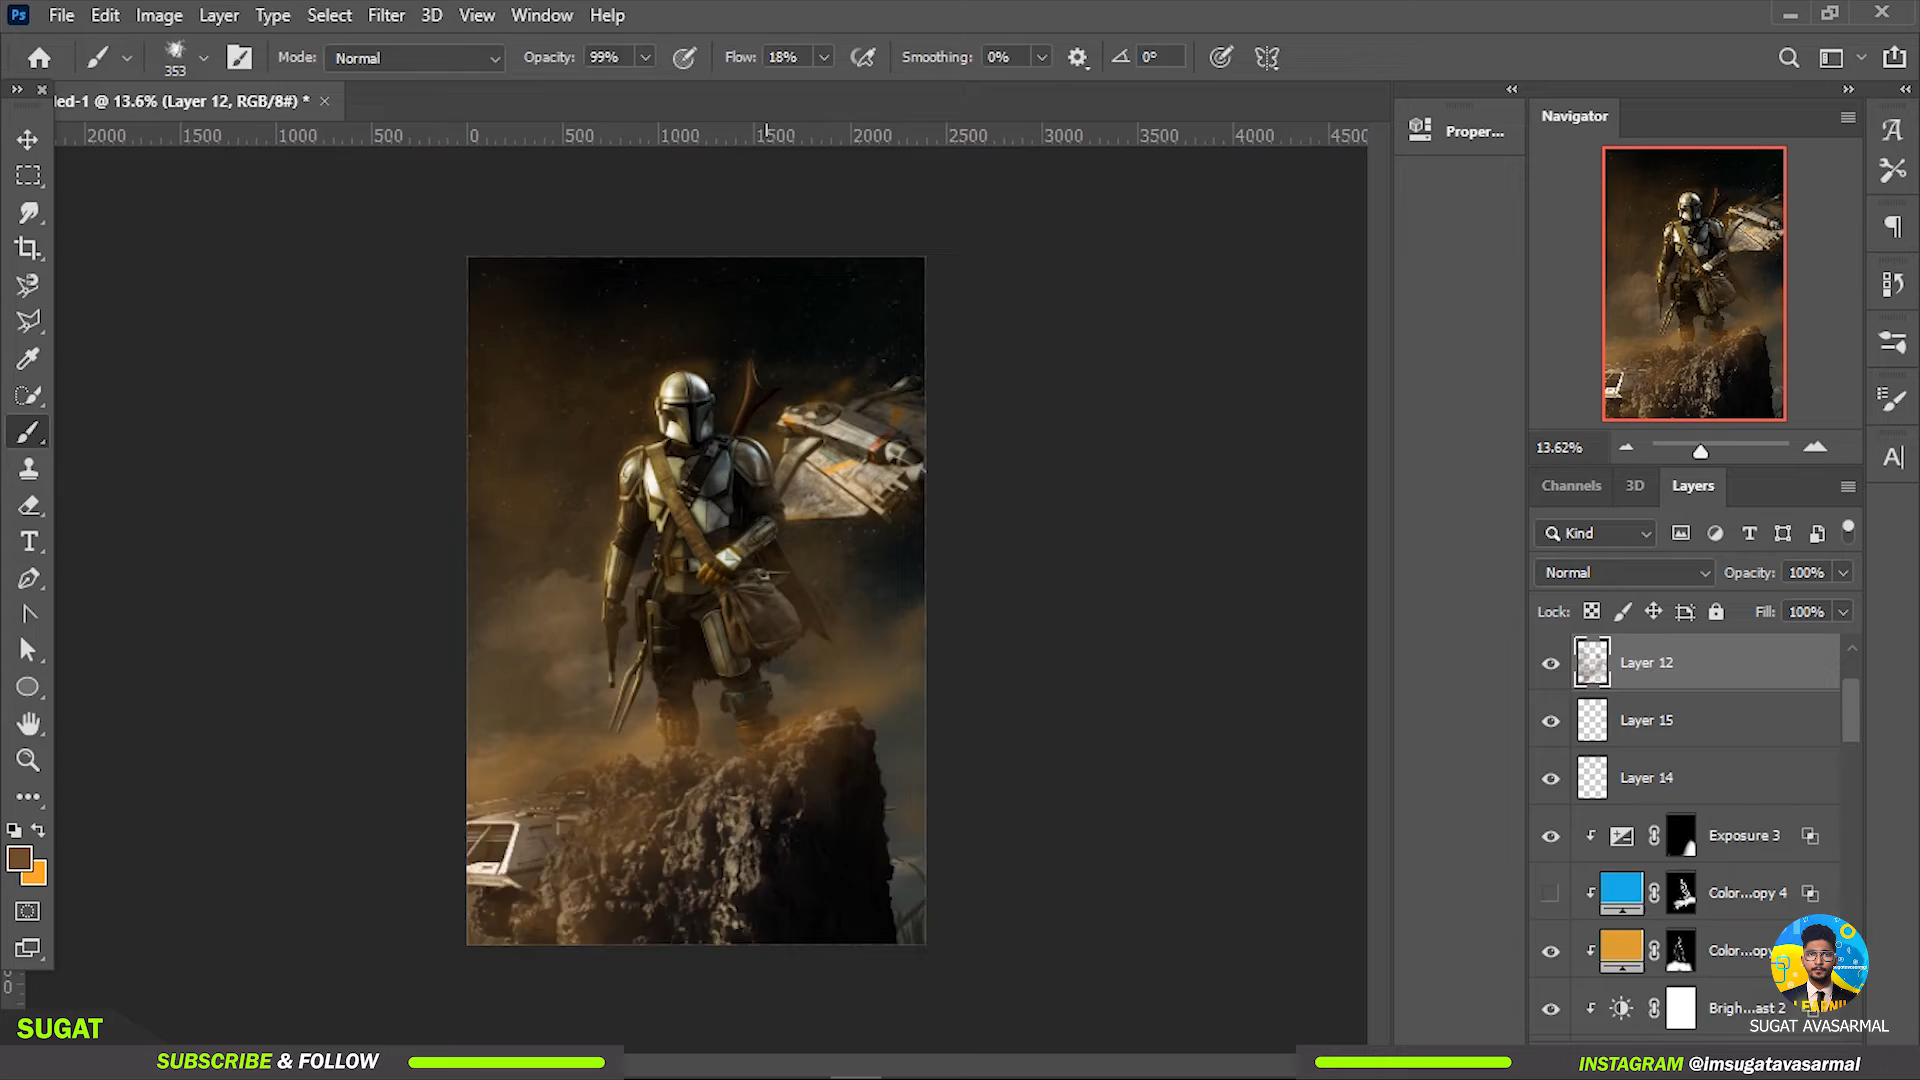 Ps File Edit Image Layer Type Select Filter 3D View Window Help
353 Mode: Normal Opacity: 99% Flow: 18% Smoothing: 0% 0°
led-1 @ 13.6% (Layer 12, RGB/8#) * ×
2000 1500 1000 500 0 500 1000 1500 2000 2500 3000 3500 4000 4500
Proper...
Navigator
13.62%
Channels 3D Layers
Kind
Normal Opacity: 100%
Lock: Fill: 100%
Layer 12
Layer 15
Layer 14
Exposure 3
Color...opy 4
Color...opy
Brigh...ast 2
0
SUGAT
SUGAT AVASARMAL
SUBSCRIBE & FOLLOW
INSTAGRAM @imsugatavasarmal